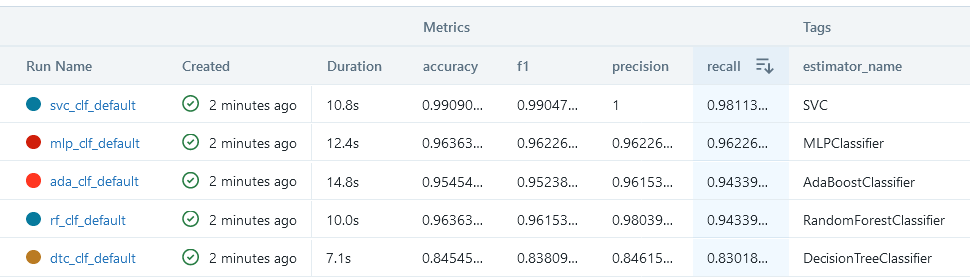 Metrics Tags
Run Name Created Duration accuracy f1 precision recall estimator_name
svc_clf_default 2 minutes ago 10.8s 0.99090... 0.99047... 1 0.98113... SVC
mlp_clf_default 2 minutes ago 12.4s 0.96363... 0.96226... 0.96226... 0.96226... MLPClassifier
ada_clf_default 2 minutes ago 14.8s 0.95454... 0.95238... 0.96153... 0.94339... AdaBoostClassifier
rf_clf_default 2 minutes ago 10.0s 0.96363... 0.96153... 0.98039... 0.94339... RandomForestClassifier
dtc_clf_default 2 minutes ago 7.1s 0.84545... 0.83809... 0.84615... 0.83018... DecisionTreeClassifier